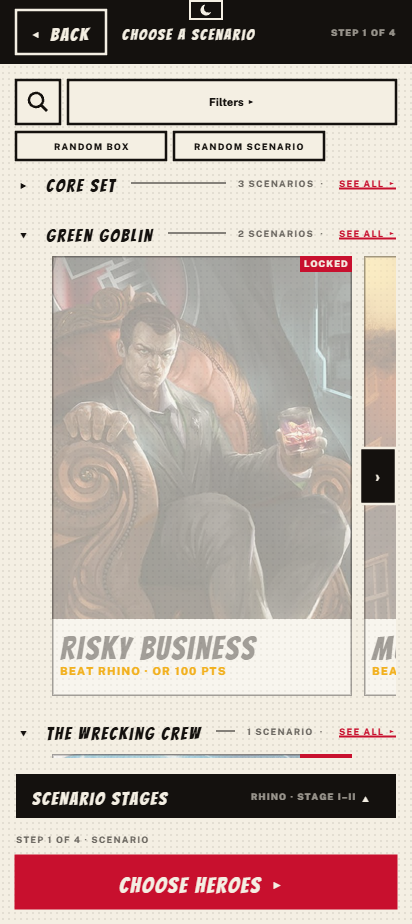 ◂ BACK CHOOSE A SCENARIO STEP 1 OF 4
Filters ▸
RANDOM BOX RANDOM SCENARIO
▸ CORE SET 3 SCENARIOS · SEE ALL ▸
▾ GREEN GOBLIN 2 SCENARIOS · SEE ALL ▸
LOCKED
›
RISKY BUSINESS
BEAT RHINO · OR 100 PTS
▾ THE WRECKING CREW 1 SCENARIO · SEE ALL ▸
SCENARIO STAGES RHINO · STAGE I–II ▴
STEP 1 OF 4 · SCENARIO
CHOOSE HEROES ▸